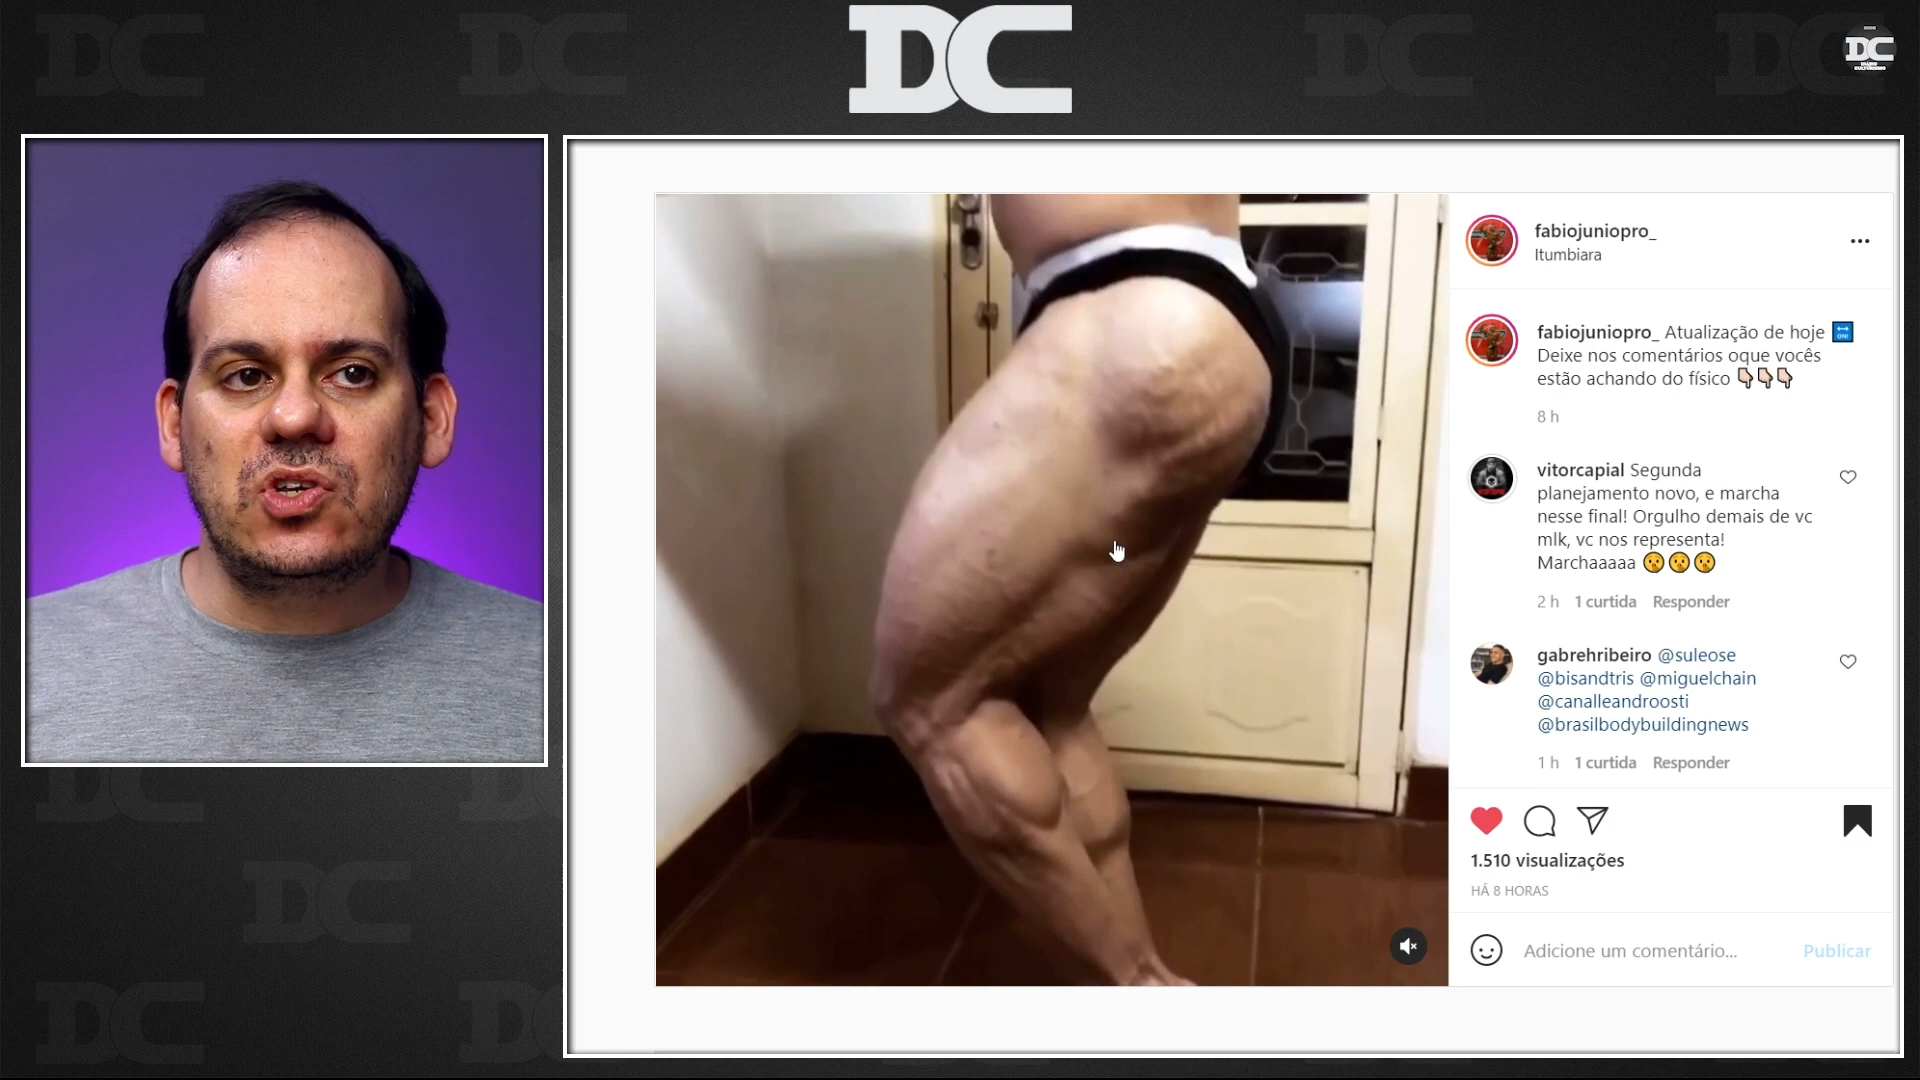 DC
DC
DIÁRIO
CULTURISMO
fabiojuniopro_
Itumbiara
fabiojuniopro_ Atualização de hoje
Deixe nos comentários oque vocês
estão achando do físico 👇🏻👇🏻👇🏻
8 h
vitorcapial Segunda
planejamento novo, e marcha
nesse final! Orgulho demais de vc
mlk, vc nos representa!
Marchaaaaa 🤫🤫🤫
2 h 1 curtida Responder
gabrehribeiro @suleose
@bisandtris @miguelchain
@canalleandroosti
@brasilbodybuildingnews
1 h 1 curtida Responder
1.510 visualizações
HÁ 8 HORAS
Adicione um comentário... Publicar